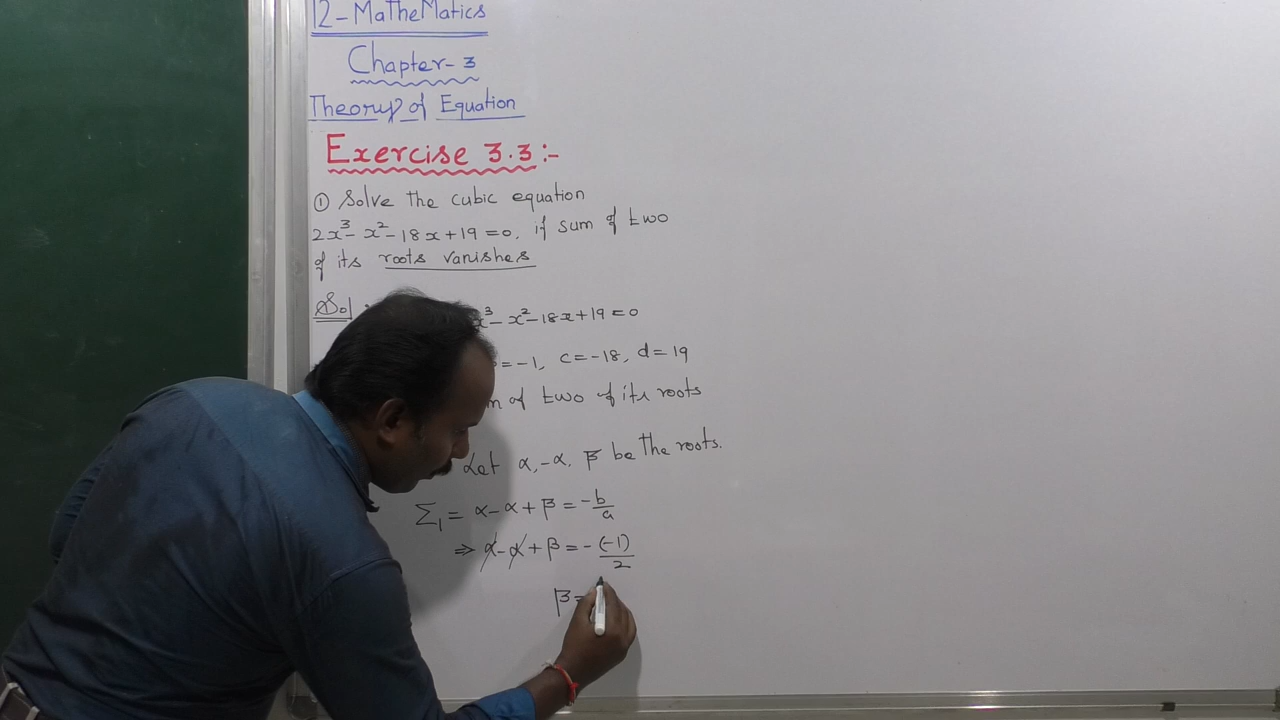 12-MatheMatics
Chapter-3
Theory of Equation
Exercise 3.3:-
① Solve the cubic equation
2x³-x²-18x+19=0, if sum of two
of its roots vanishes
Sol:
x³-x²-18x+19=0
=-1, c=-18, d=19
of two of its roots
Let α,-α, β be the roots.
Σ₁ = α-α+β = -b/a
⇒ α-α+β = -(-1)/2
β=